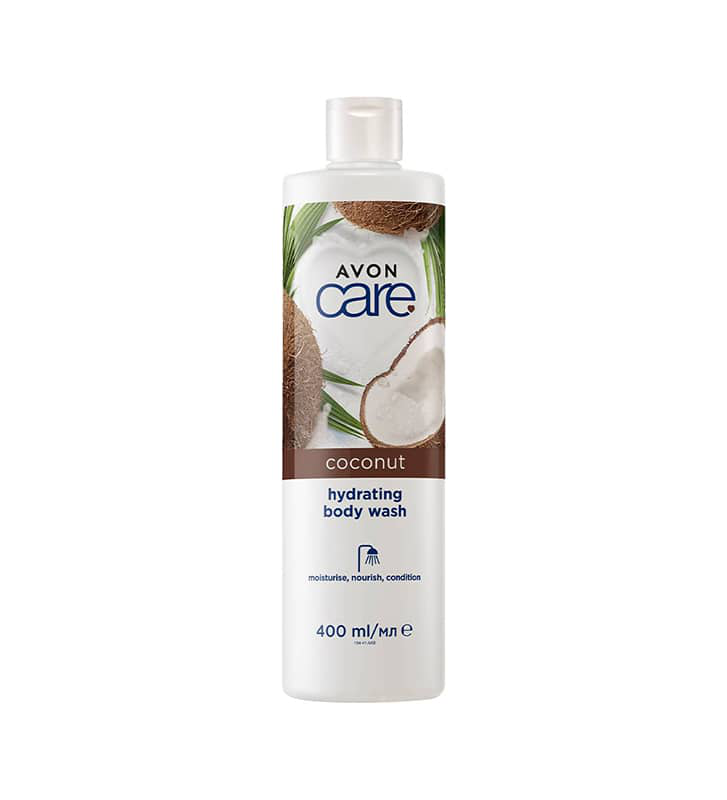 AVON
care
coconut
hydrating
body wash
moisturise, nourish, condition
400 ml/мл e